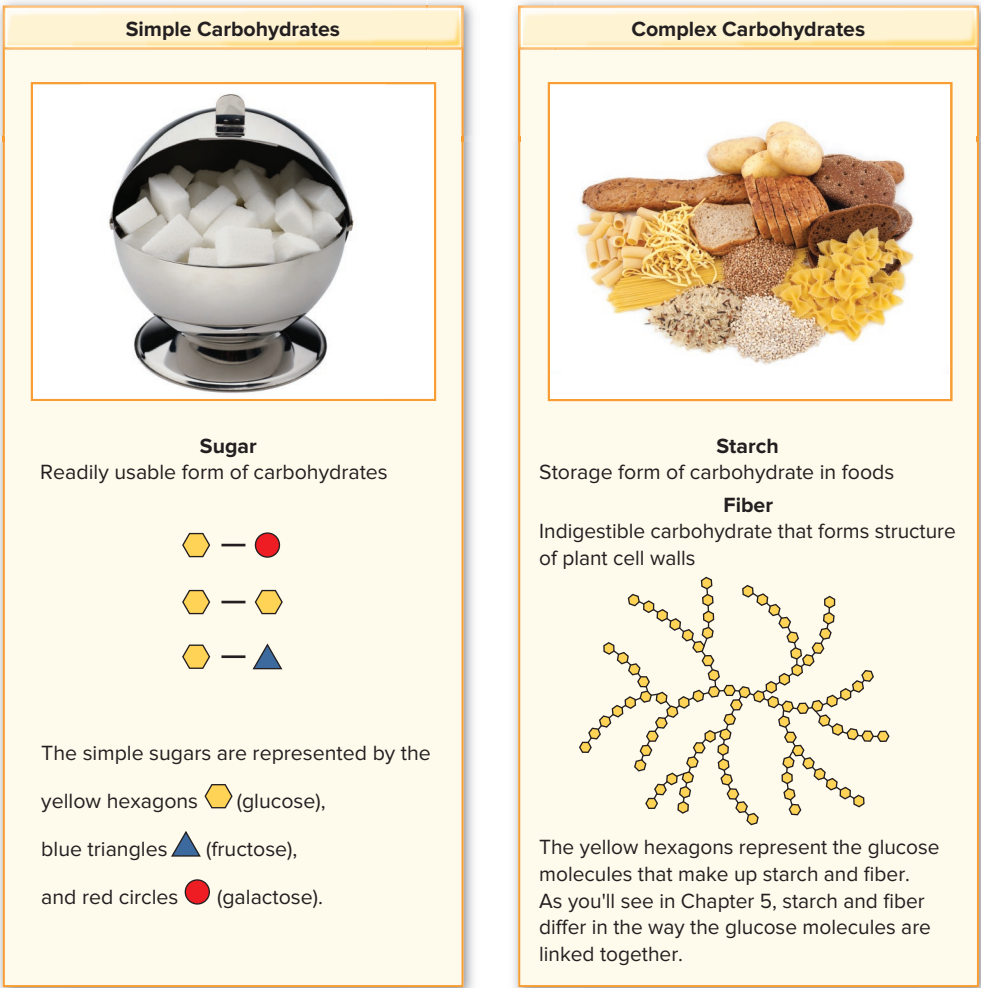 Simple Carbohydrates
Sugar
Readily usable form of carbohydrates
The simple sugars are represented by the
yellow hexagons (glucose),
blue triangles (fructose),
and red circles (galactose).
Complex Carbohydrates
Starch
Storage form of carbohydrate in foods
Fiber
Indigestible carbohydrate that forms structure
of plant cell walls
The yellow hexagons represent the glucose
molecules that make up starch and fiber.
As you'll see in Chapter 5, starch and fiber
differ in the way the glucose molecules are
linked together.